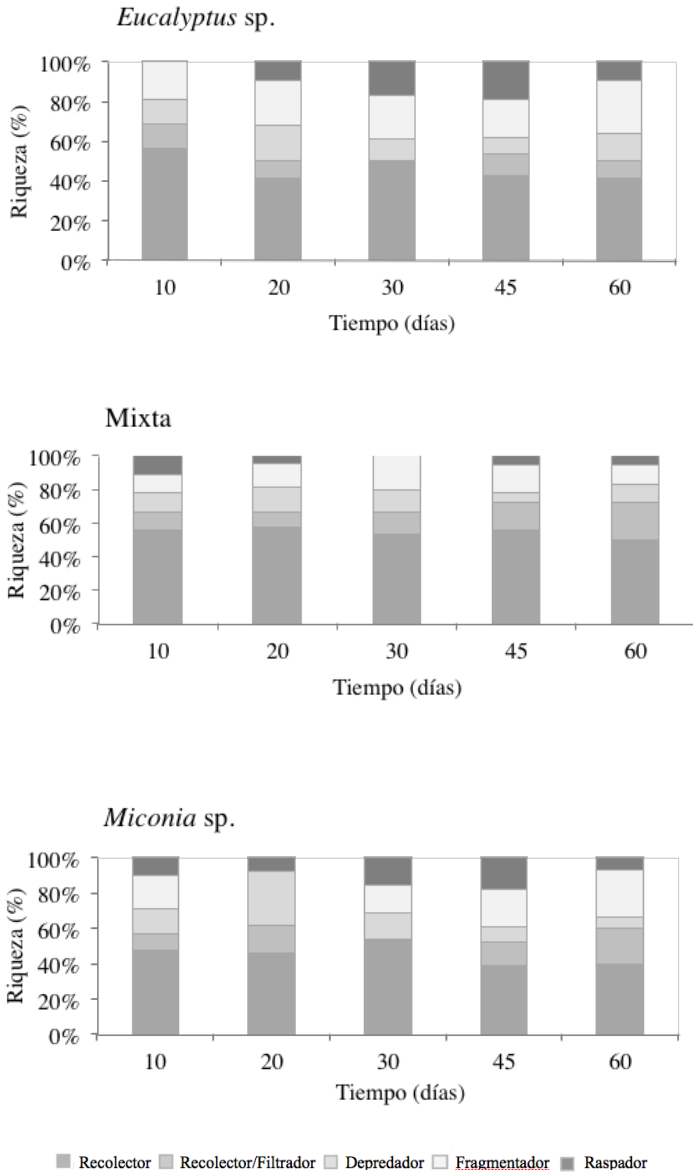 Eucalyptus sp.
100%
80%
60%
40%
20%
0%
Riqueza (%)
10 20 30 45 60
Tiempo (días)
Mixta
100%
80%
60%
40%
20%
0%
Riqueza (%)
10 20 30 45 60
Tiempo (días)
Miconia sp.
100%
80%
60%
40%
20%
0%
Riqueza (%)
10 20 30 45 60
Tiempo (días)
Recolector Recolector/Filtrador Depredador Fragmentador Raspador